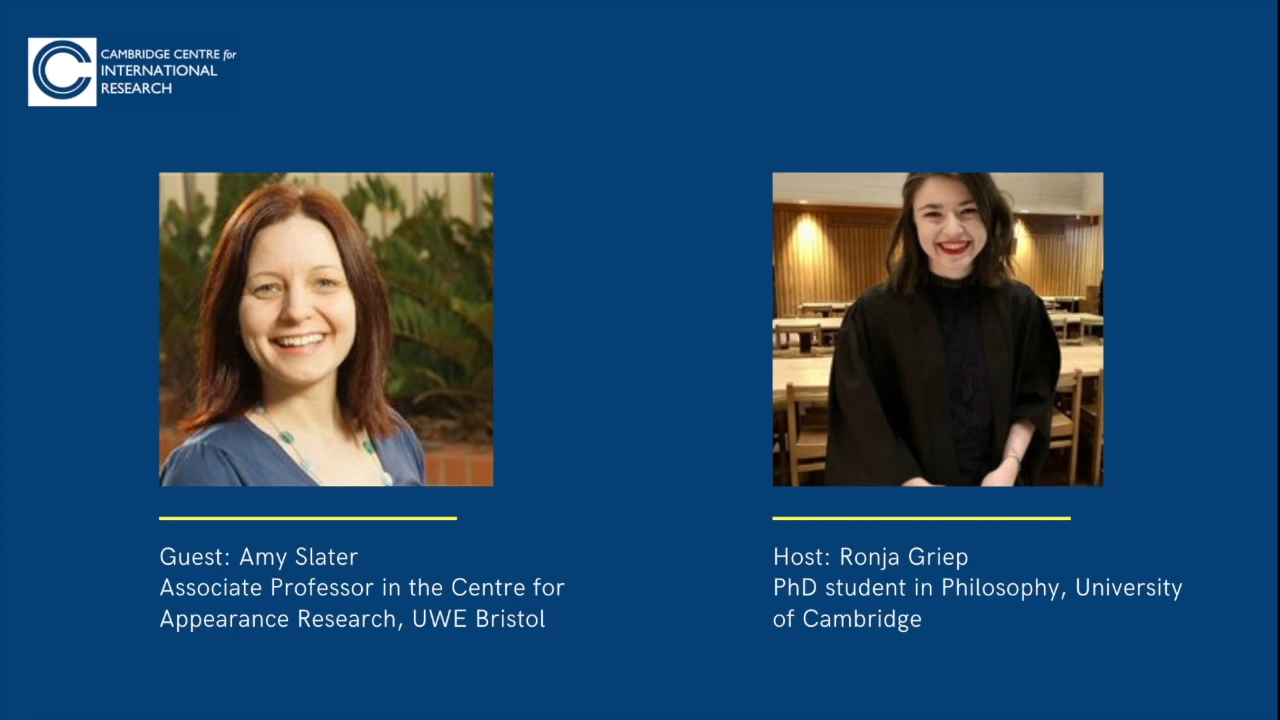 CAMBRIDGE CENTRE for
INTERNATIONAL
RESEARCH
Guest: Amy Slater
Associate Professor in the Centre for
Appearance Research, UWE Bristol
Host: Ronja Griep
PhD student in Philosophy, University
of Cambridge